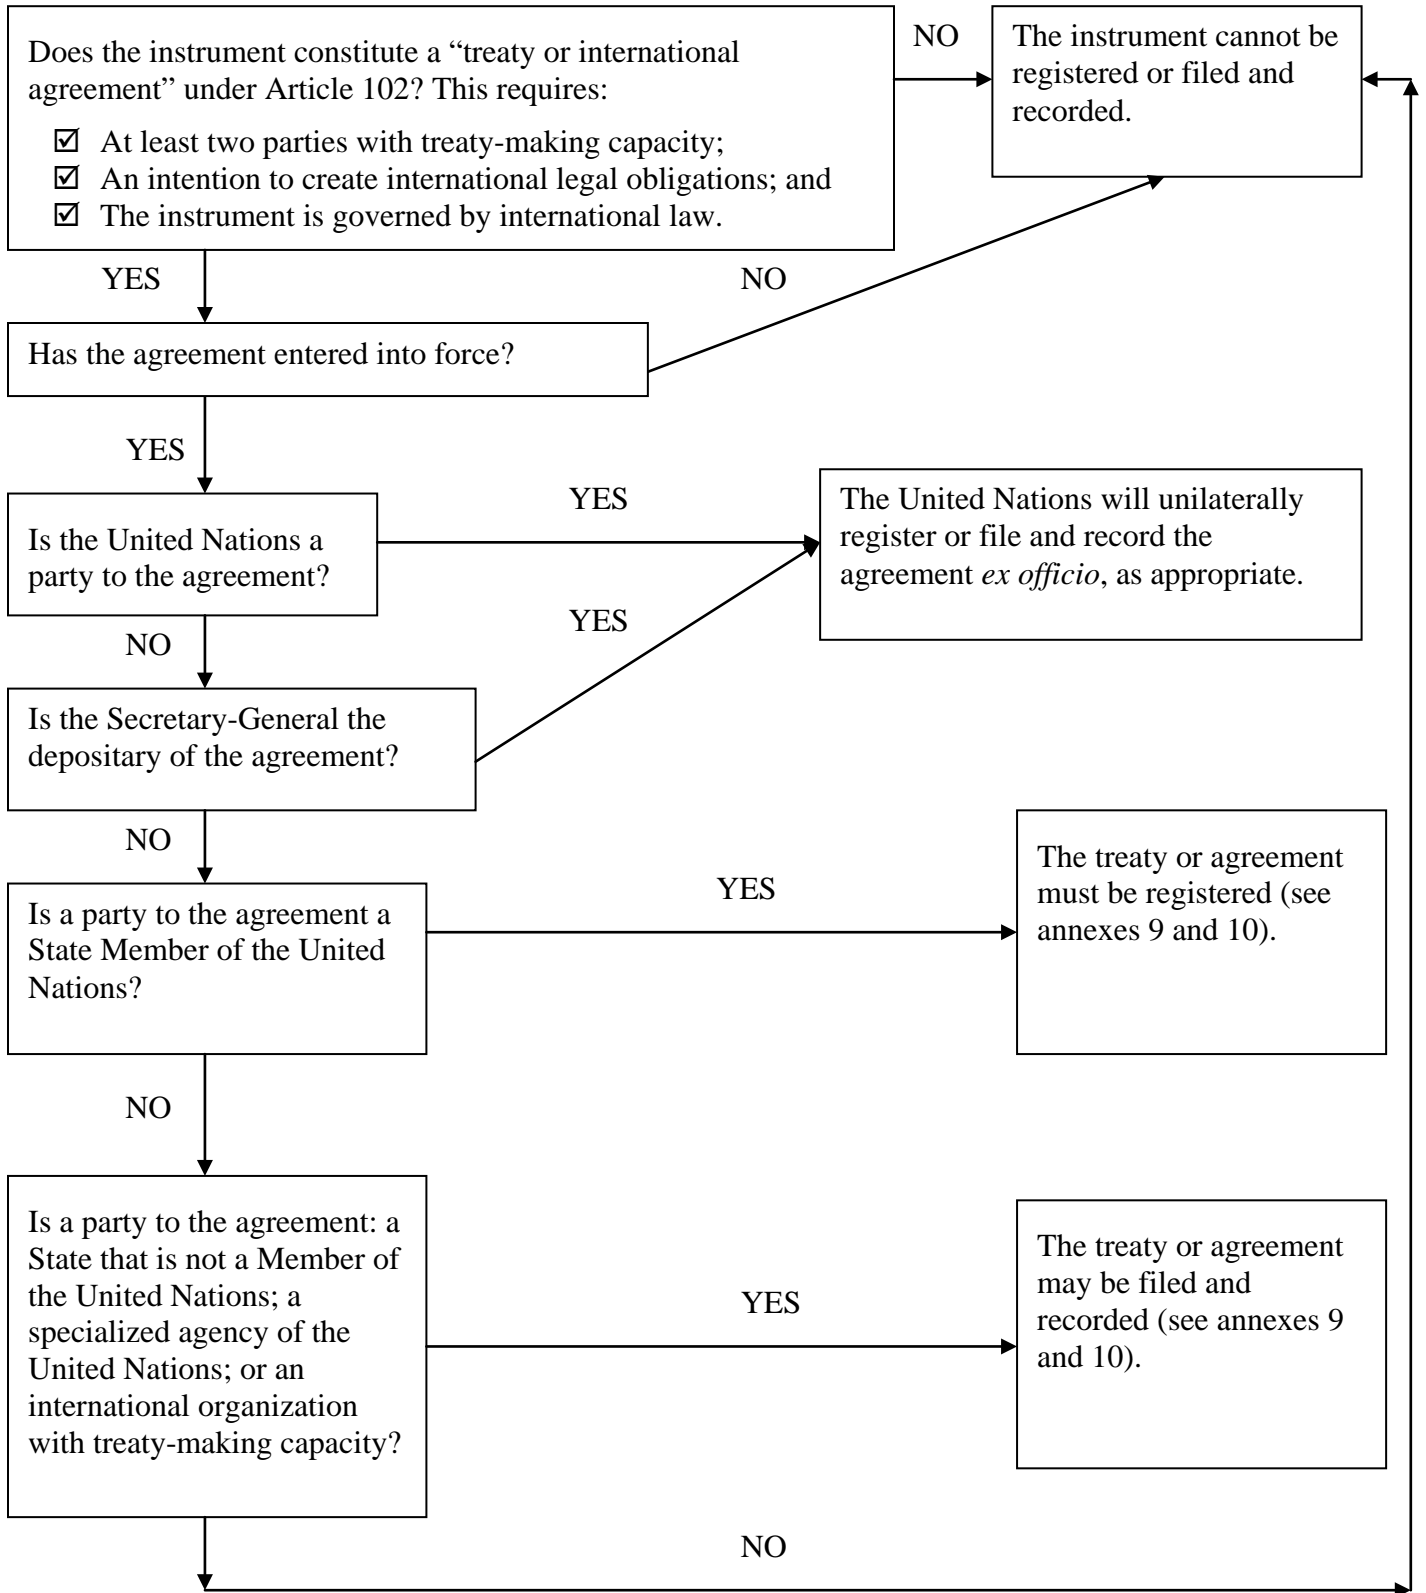 Does the instrument constitute a “treaty or international
agreement” under Article 102? This requires:
☑ At least two parties with treaty-making capacity;
☑ An intention to create international legal obligations; and
☑ The instrument is governed by international law.
NO
The instrument cannot be
registered or filed and
recorded.
YES
NO
Has the agreement entered into force?
YES
Is the United Nations a
party to the agreement?
YES
The United Nations will unilaterally
register or file and record the
agreement ex officio, as appropriate.
NO
YES
Is the Secretary-General the
depositary of the agreement?
NO
Is a party to the agreement a
State Member of the United
Nations?
YES
The treaty or agreement
must be registered (see
annexes 9 and 10).
NO
Is a party to the agreement: a
State that is not a Member of
the United Nations; a
specialized agency of the
United Nations; or an
international organization
with treaty-making capacity?
YES
The treaty or agreement
may be filed and
recorded (see annexes 9
and 10).
NO